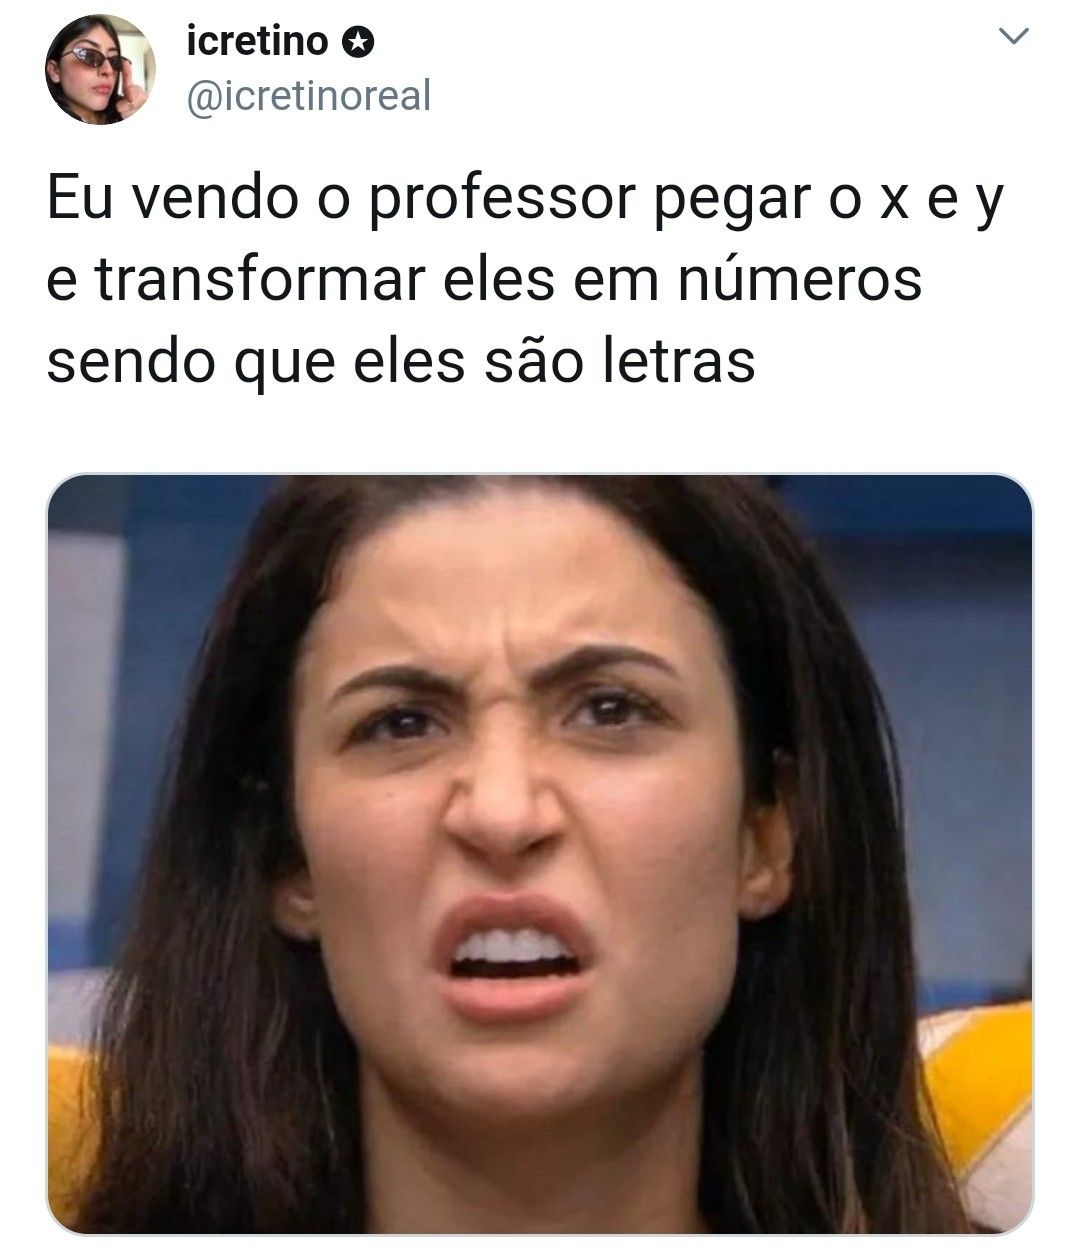 icretino
@icretinoreal
Eu vendo o professor pegar o x e y
e transformar eles em números
sendo que eles são letras